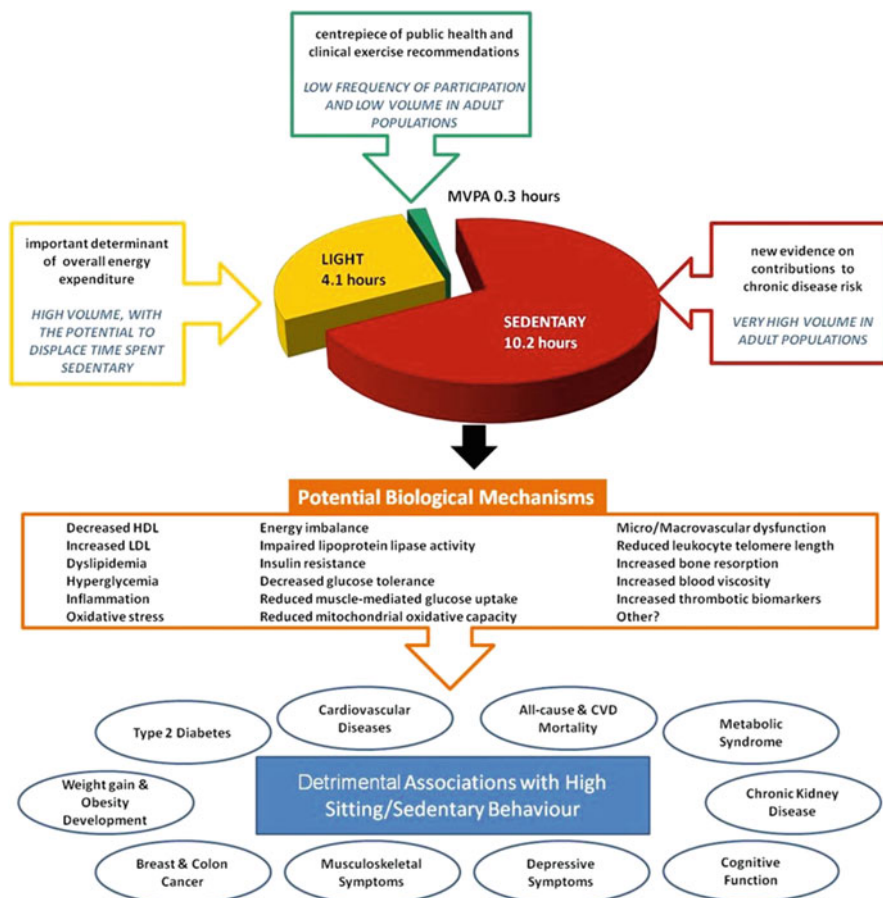 centrepiece of public health and
clinical exercise recommendations
LOW FREQUENCY OF PARTICIPATION
AND LOW VOLUME IN ADULT
POPULATIONS
MVPA 0.3 hours
important determinant
of overall energy
expenditure
HIGH VOLUME, WITH
THE POTENTIAL TO
DISPLACE TIME SPENT
SEDENTARY
LIGHT
4.1 hours
SEDENTARY
10.2 hours
new evidence on
contributions to
chronic disease risk
VERY HIGH VOLUME IN
ADULT POPULATIONS
Potential Biological Mechanisms
Decreased HDL
Increased LDL
Dyslipidemia
Hyperglycemia
Inflammation
Oxidative stress
Energy imbalance
Impaired lipoprotein lipase activity
Insulin resistance
Decreased glucose tolerance
Reduced muscle-mediated glucose uptake
Reduced mitochondrial oxidative capacity
Micro/Macrovascular dysfunction
Reduced leukocyte telomere length
Increased bone resorption
Increased blood viscosity
Increased thrombotic biomarkers
Other?
Type 2 Diabetes
Cardiovascular
Diseases
All-cause & CVD
Mortality
Metabolic
Syndrome
Weight gain &
Obesity
Development
Detrimental Associations with High
Sitting/Sedentary Behaviour
Chronic Kidney
Disease
Breast & Colon
Cancer
Musculoskeletal
Symptoms
Depressive
Symptoms
Cognitive
Function